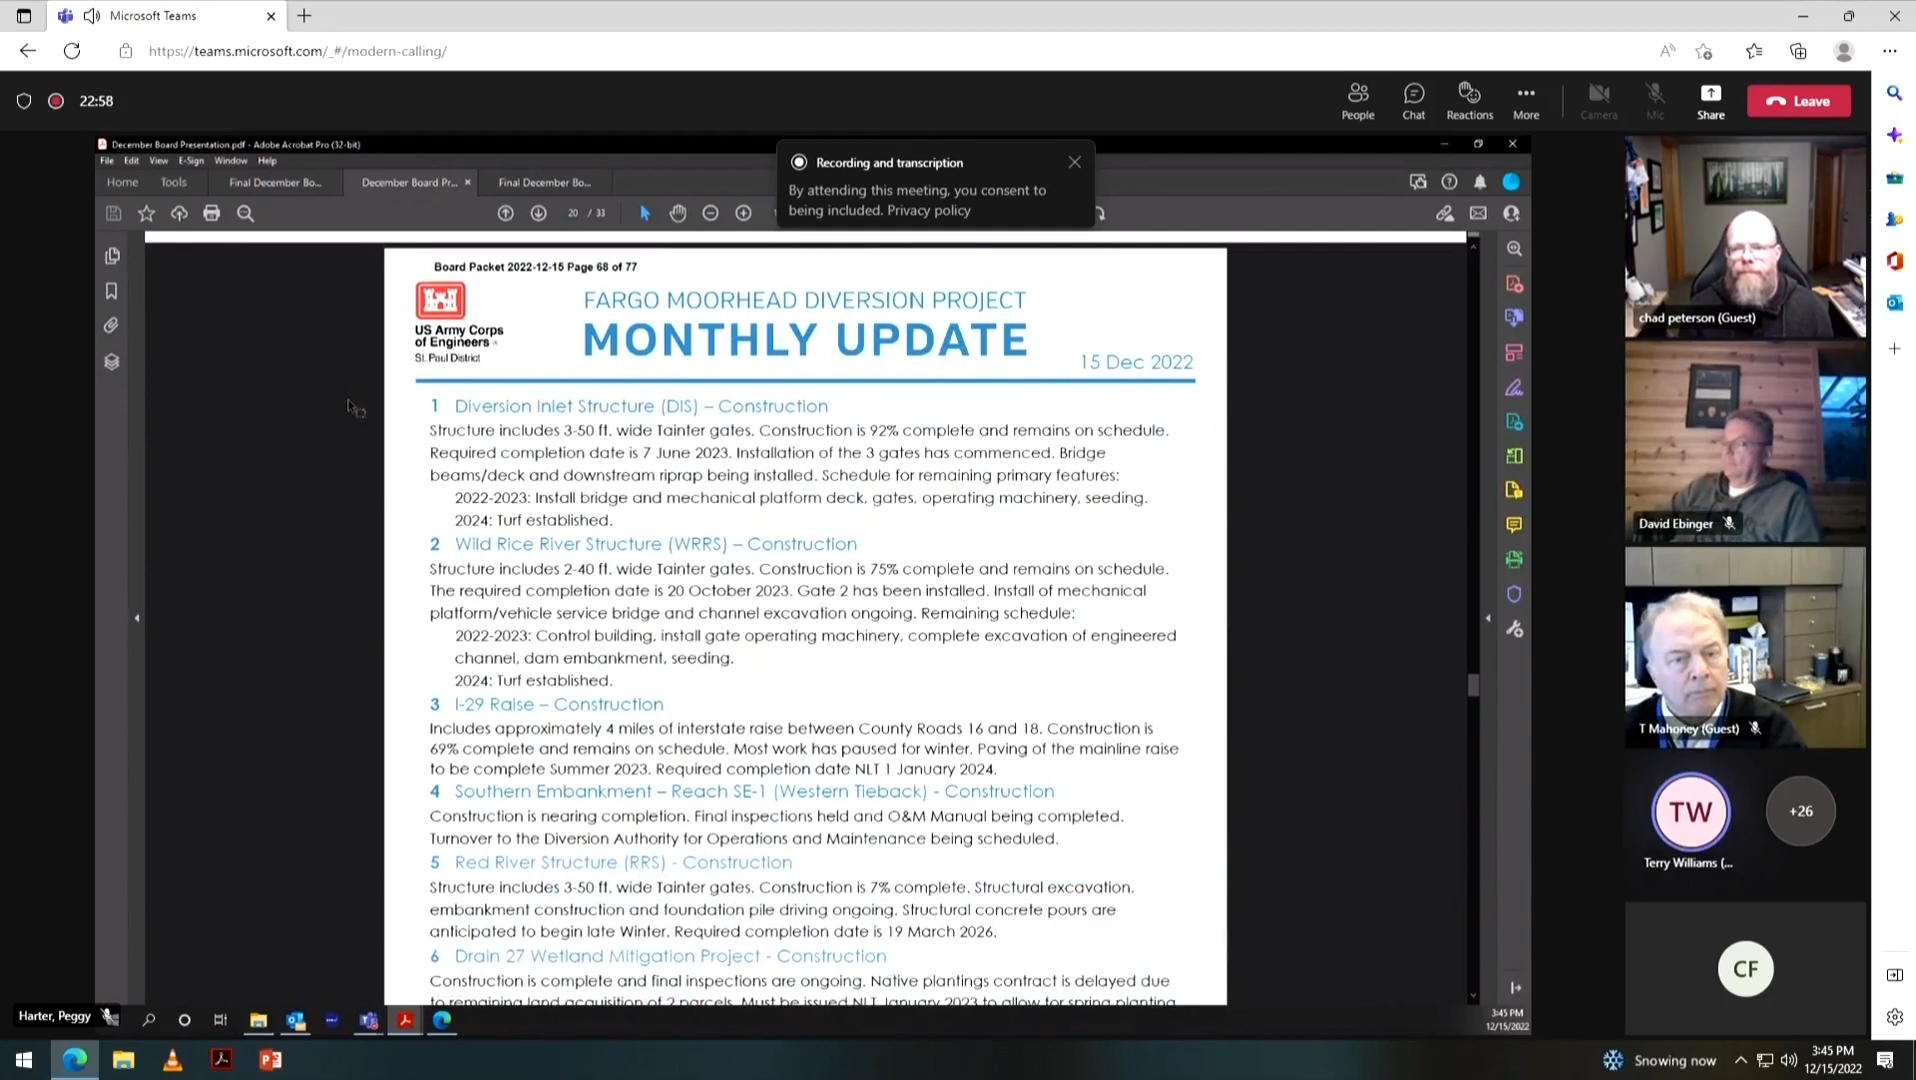 Microsoft Teams
https://teams.microsoft.com/_#/modern-calling/
22:58
People
Chat
Reactions
More
Camera
Mic
Share
Leave
December Board Presentation.pdf - Adobe Acrobat Pro (32-bit)
File Edit View E-Sign Window Help
Home Tools Final December Bo... December Board Pr... Final December Bo...
20 / 33
Recording and transcription
By attending this meeting, you consent to
being included. Privacy policy
Board Packet 2022-12-15 Page 68 of 77
US Army Corps
of Engineers
St. Paul District
FARGO MOORHEAD DIVERSION PROJECT
MONTHLY UPDATE
15 Dec 2022
1 Diversion Inlet Structure (DIS) – Construction
Structure includes 3-50 ft. wide Tainter gates. Construction is 92% complete and remains on schedule.
Required completion date is 7 June 2023. Installation of the 3 gates has commenced. Bridge
beams/deck and downstream riprap being installed. Schedule for remaining primary features:
2022-2023: Install bridge and mechanical platform deck, gates, operating machinery, seeding.
2024: Turf established.
2 Wild Rice River Structure (WRRS) – Construction
Structure includes 2-40 ft. wide Tainter gates. Construction is 75% complete and remains on schedule.
The required completion date is 20 October 2023. Gate 2 has been installed. Install of mechanical
platform/vehicle service bridge and channel excavation ongoing. Remaining schedule:
2022-2023: Control building, install gate operating machinery, complete excavation of engineered
channel, dam embankment, seeding.
2024: Turf established.
3 I-29 Raise – Construction
Includes approximately 4 miles of interstate raise between County Roads 16 and 18. Construction is
69% complete and remains on schedule. Most work has paused for winter. Paving of the mainline raise
to be complete Summer 2023. Required completion date NLT 1 January 2024.
4 Southern Embankment – Reach SE-1 (Western Tieback) - Construction
Construction is nearing completion. Final inspections held and O&M Manual being completed.
Turnover to the Diversion Authority for Operations and Maintenance being scheduled.
5 Red River Structure (RRS) - Construction
Structure includes 3-50 ft. wide Tainter gates. Construction is 7% complete. Structural excavation,
embankment construction and foundation pile driving ongoing. Structural concrete pours are
anticipated to begin late Winter. Required completion date is 19 March 2026.
6 Drain 27 Wetland Mitigation Project - Construction
Construction is complete and final inspections are ongoing. Native plantings contract is delayed due
to remaining land acquisition of 2 parcels. Must be issued NLT January 2023 to allow for spring planting
chad peterson (Guest)
David Ebinger
T Mahoney (Guest)
TW
+26
Terry Williams (...
CF
Harter, Peggy
3:45 PM
12/15/2022
Snowing now
3:45 PM
12/15/2022